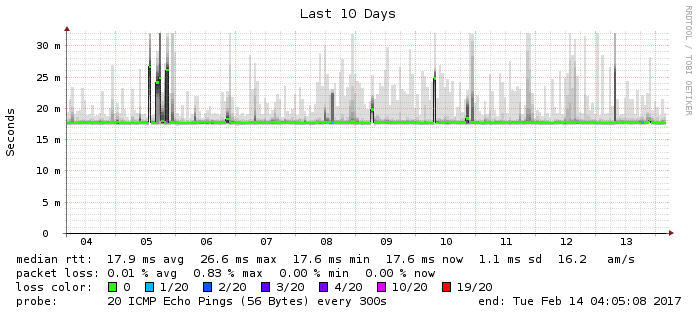 Last 10 Days
RRDTOOL / TOBI OETIKER
Seconds
30 m
25 m
20 m
15 m
10 m
5 m
0
04 05 06 07 08 09 10 11 12 13
median rtt: 17.9 ms avg 26.6 ms max 17.6 ms min 17.6 ms now 1.1 ms sd 16.2 am/s
packet loss: 0.01 % avg 0.83 % max 0.00 % min 0.00 % now
loss color: 0 1/20 2/20 3/20 4/20 10/20 19/20
probe: 20 ICMP Echo Pings (56 Bytes) every 300s end: Tue Feb 14 04:05:08 2017